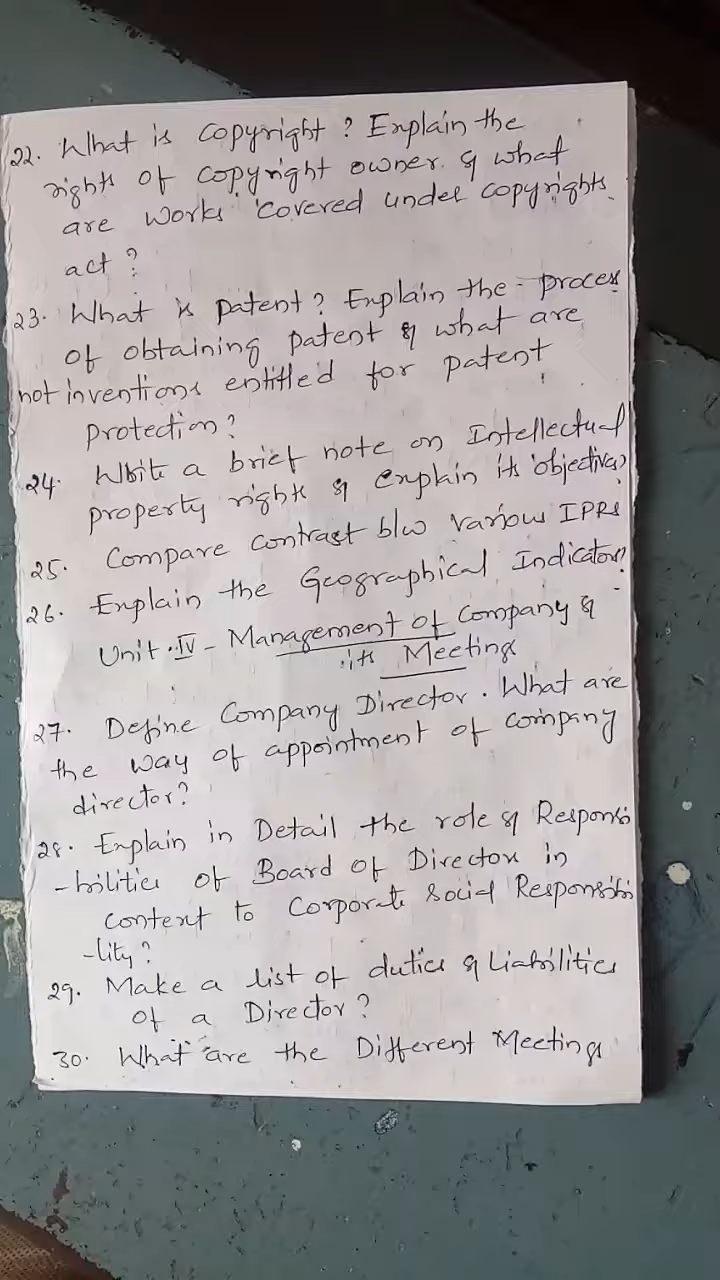 22. What is copyright ? Explain the
rights of copyright owner. & what
are works covered under copyrights
act ?
23. What is patent? Explain the process
of obtaining patent & what are
not inventions entitled for patent
protection?
24. Write a brief note on Intellectual
property rights & explain its objectives?
25. Compare contrast b/w various IPRs
26. Explain the Geographical Indicators?
Unit. IV - Management of Company &
its Meetings
27. Define Company Director. What are
the way of appointment of company
director?
28. Explain in Detail the role & Responsi
-bilities of Board of Directors in
context to Corporate Social Responsibi
-lity?
29. Make a list of duties & Liabilities
of a Director?
30. What are the Different Meetings